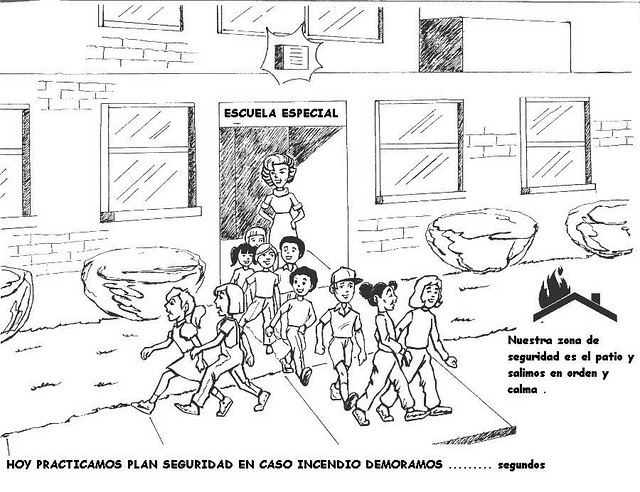 ESCUELA ESPECIAL
Nuestra zona de
seguridad es el patio y
salimos en orden y
calma .
HOY PRACTICAMOS PLAN SEGURIDAD EN CASO INCENDIO DEMORAMOS ......... segundos